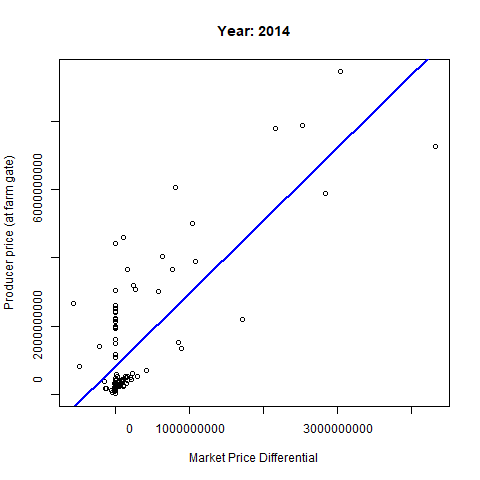 Year: 2014
Producer price (at farm gate)
6000000000
2000000000
0
0 1000000000 3000000000
Market Price Differential